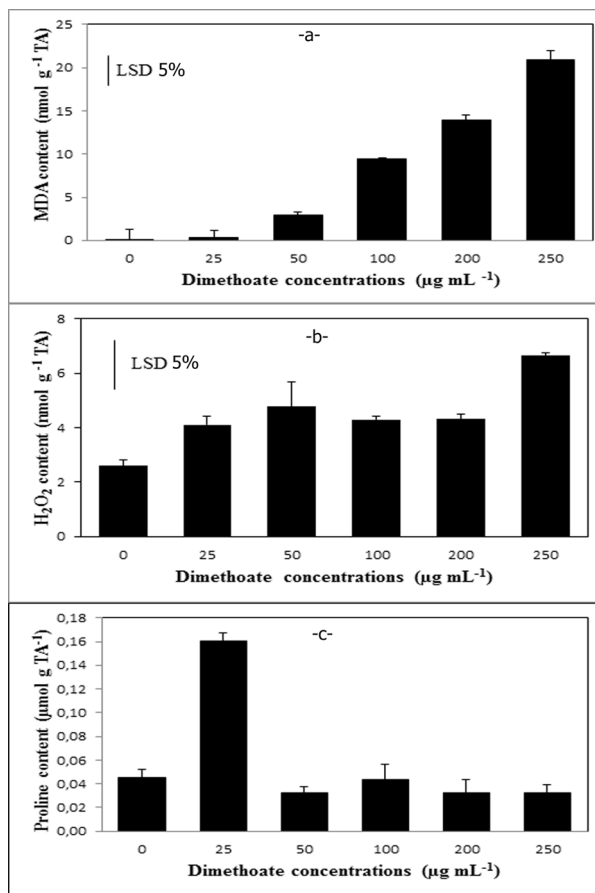 -a-
25
20
15
10
5
0
MDA content (nmol g⁻¹ TA)
LSD 5%
0 25 50 100 200 250
Dimethoate concentrations (µg mL ⁻¹)
-b-
8
6
4
2
0
H₂O₂ content (nmol g⁻¹ TA)
LSD 5%
0 25 50 100 200 250
Dimethoate concentrations (µg mL⁻¹)
-c-
0,18
0,16
0,14
0,12
0,10
0,08
0,06
0,04
0,02
0,00
Proline content (µmol g TA⁻¹)
0 25 50 100 200 250
Dimethoate concentrations (µg mL⁻¹)